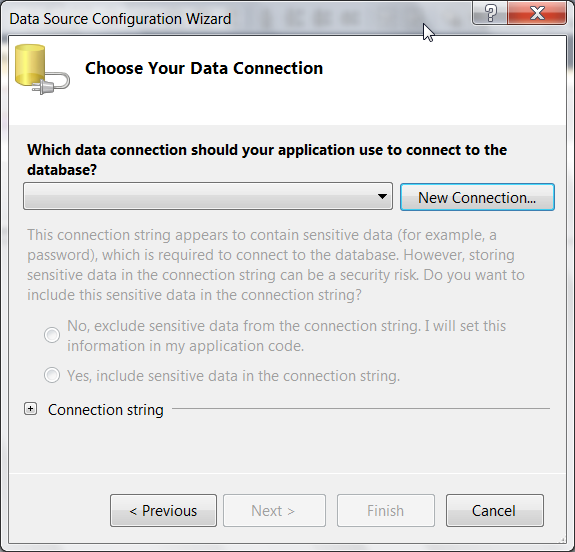 Data Source Configuration Wizard
Choose Your Data Connection
Which data connection should your application use to connect to the
database?
New Connection...
This connection string appears to contain sensitive data (for example, a
password), which is required to connect to the database. However, storing
sensitive data in the connection string can be a security risk. Do you want to
include this sensitive data in the connection string?
No, exclude sensitive data from the connection string. I will set this
information in my application code.
Yes, include sensitive data in the connection string.
Connection string
< Previous
Next >
Finish
Cancel